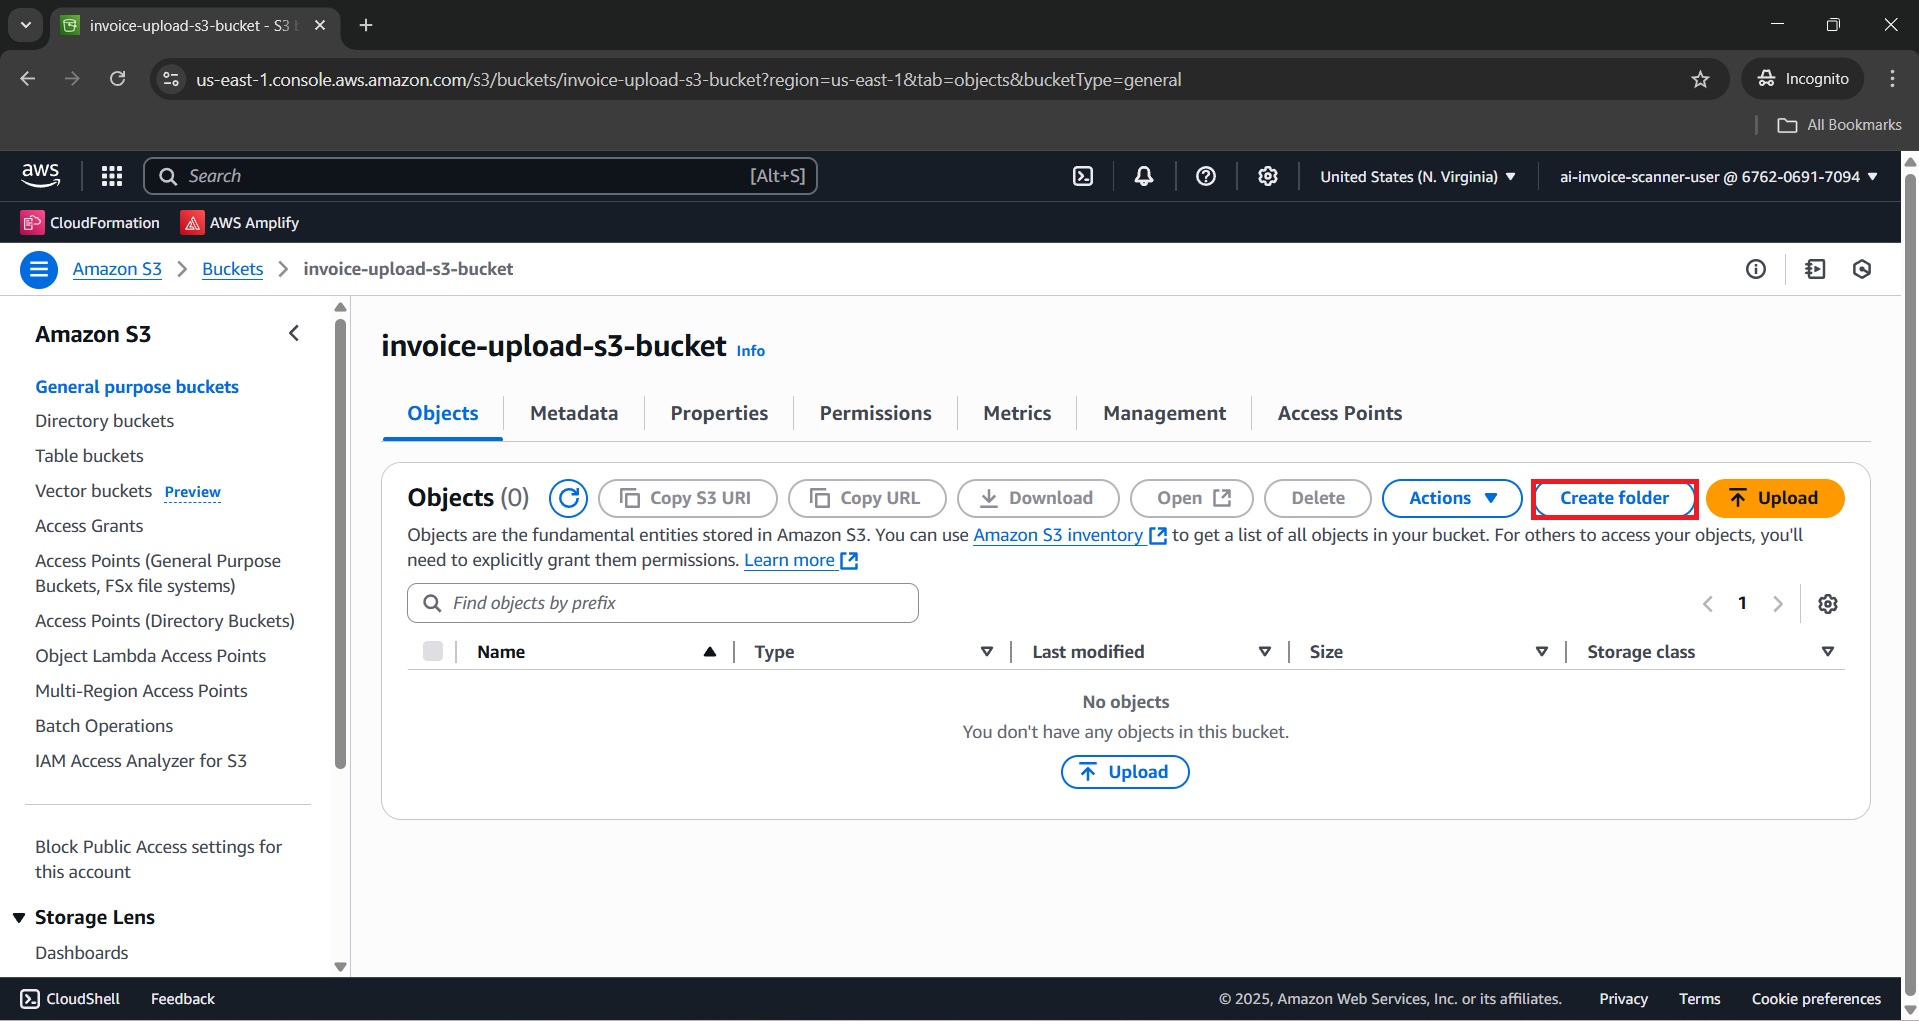 invoice-upload-s3-bucket - S3 b
us-east-1.console.aws.amazon.com/s3/buckets/invoice-upload-s3-bucket?region=us-east-1&tab=objects&bucketType=general
Incognito
All Bookmarks
aws
Search [Alt+S]
United States (N. Virginia)
ai-invoice-scanner-user @ 6762-0691-7094
CloudFormation
AWS Amplify
Amazon S3
Buckets
invoice-upload-s3-bucket
Amazon S3
General purpose buckets
Directory buckets
Table buckets
Vector buckets Preview
Access Grants
Access Points (General Purpose
Buckets, FSx file systems)
Access Points (Directory Buckets)
Object Lambda Access Points
Multi-Region Access Points
Batch Operations
IAM Access Analyzer for S3
Block Public Access settings for
this account
Storage Lens
Dashboards
invoice-upload-s3-bucket Info
Objects
Metadata
Properties
Permissions
Metrics
Management
Access Points
Objects (0)
Copy S3 URI
Copy URL
Download
Open
Delete
Actions
Create folder
Upload
Objects are the fundamental entities stored in Amazon S3. You can use Amazon S3 inventory to get a list of all objects in your bucket. For others to access your objects, you'll
need to explicitly grant them permissions. Learn more
Find objects by prefix
1
Name
Type
Last modified
Size
Storage class
No objects
You don't have any objects in this bucket.
Upload
CloudShell
Feedback
© 2025, Amazon Web Services, Inc. or its affiliates.
Privacy
Terms
Cookie preferences